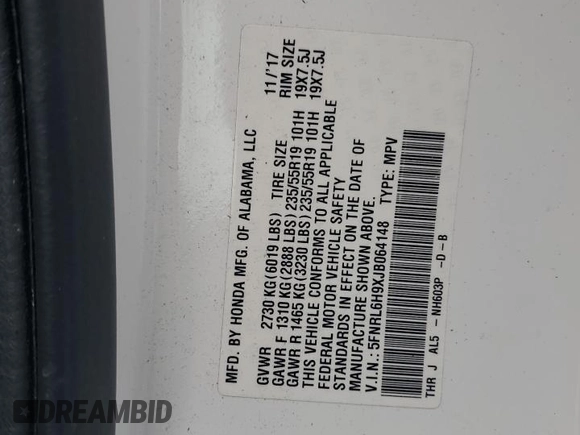 MFD. BY HONDA MFG. OF ALABAMA, LLC 11/'17
GVWR 2730 KG (6019 LBS) TIRE SIZE RIM SIZE
GAWR F 1310 KG (2888 LBS) 235/55R19 101H 19X7.5J
GAWR R 1465 KG (3230 LBS) 235/55R19 101H 19X7.5J
THIS VEHICLE CONFORMS TO ALL APPLICABLE
FEDERAL MOTOR VEHICLE SAFETY
STANDARDS IN EFFECT ON THE DATE OF
MANUFACTURE SHOWN ABOVE.
V.I.N.: 5FNRL6H9XJB064148 TYPE: MPV
THR J AL5 - NH603P -D-B
DREAMBID